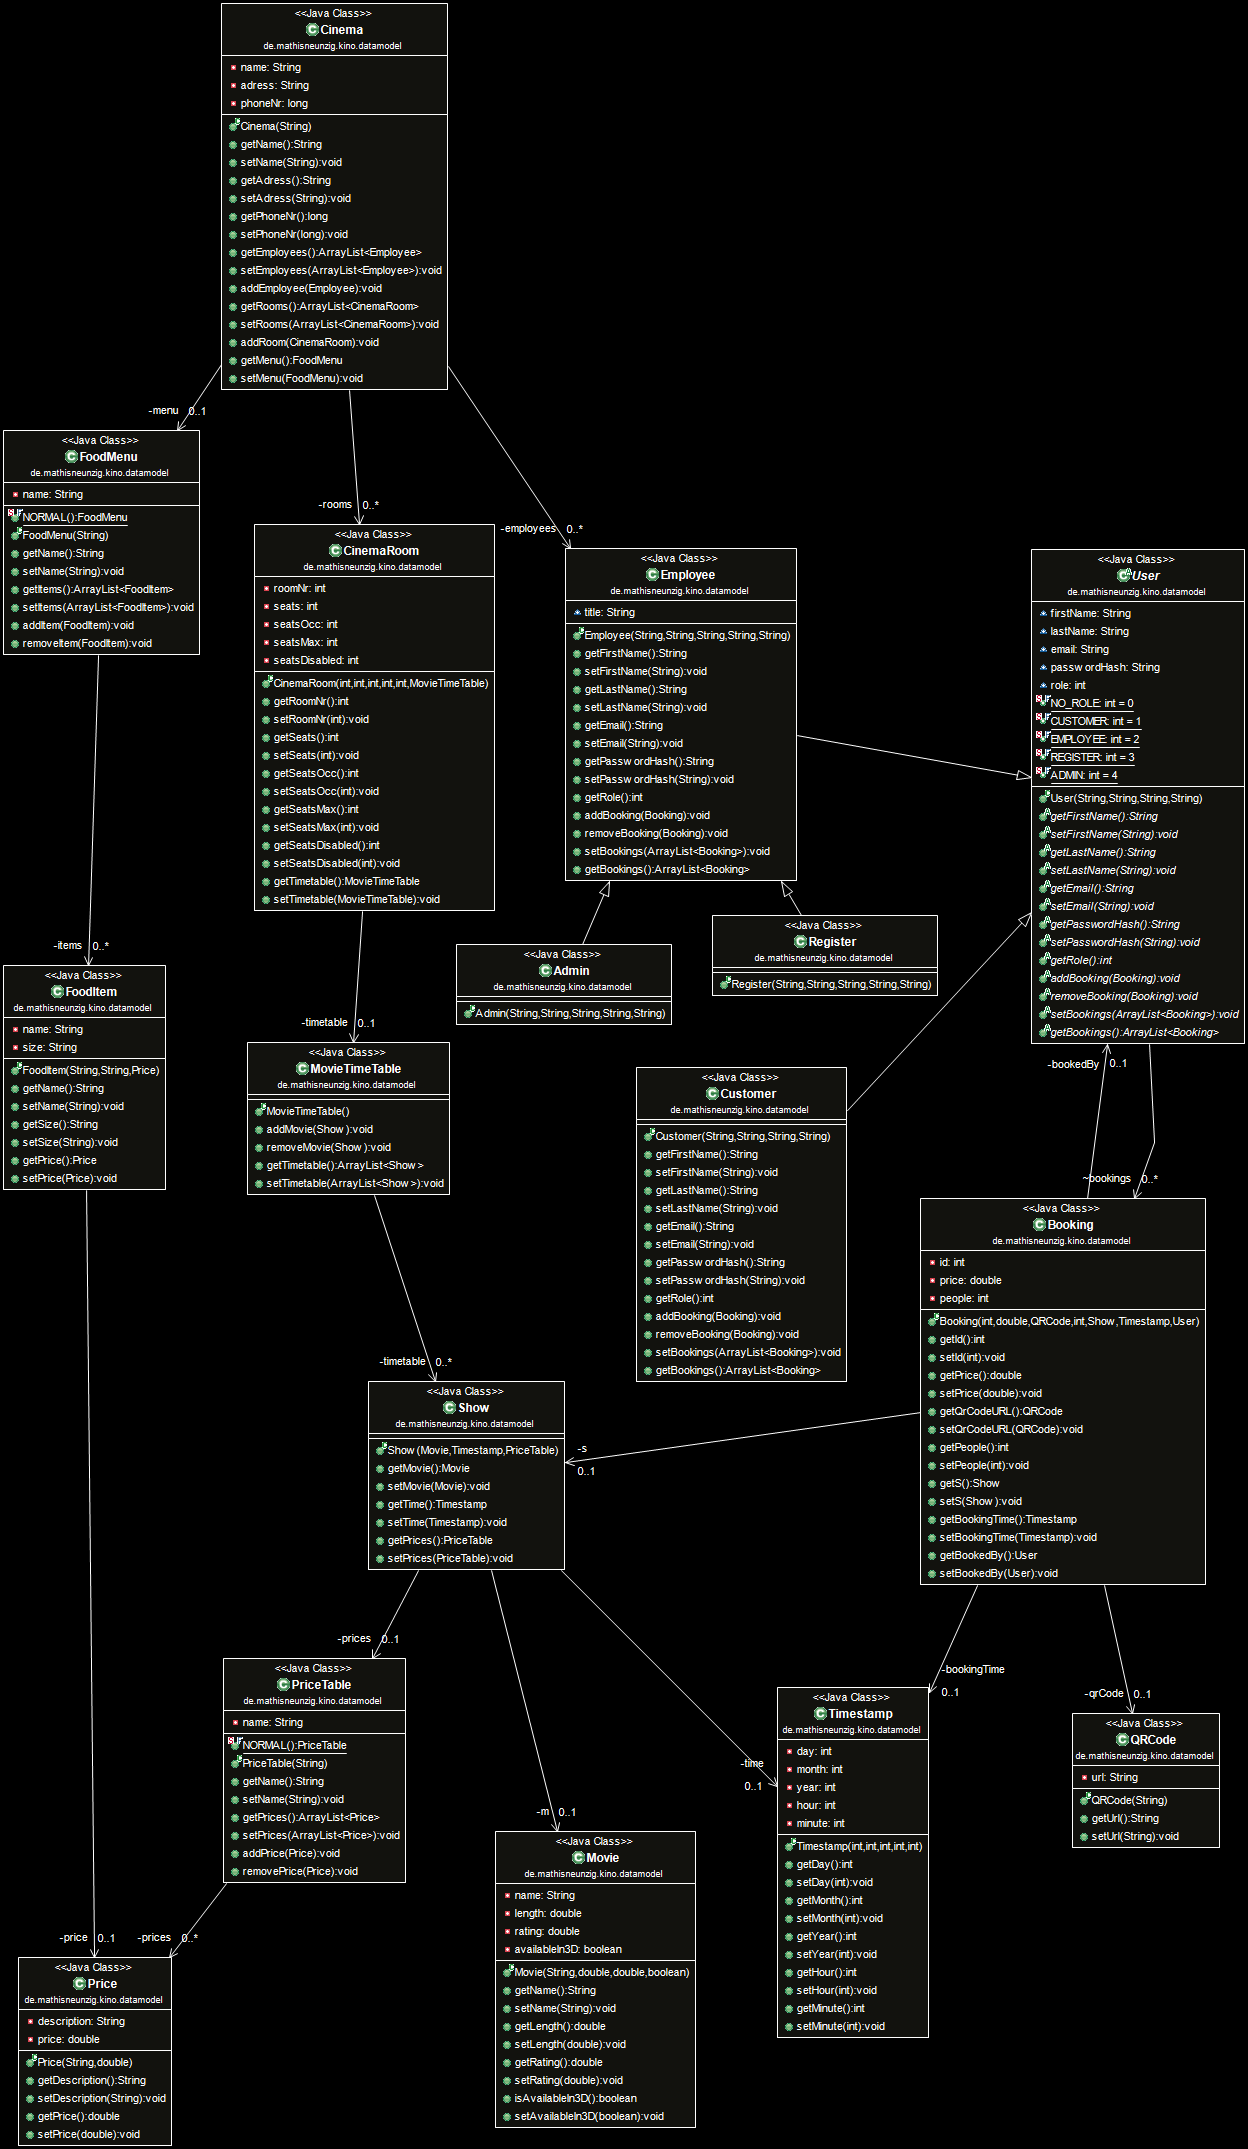 <<Java Class>>
Cinema
de.mathisneunzig.kino.datamodel
name: String
adress: String
phoneNr: long
Cinema(String)
getName():String
setName(String):void
getAdress():String
setAdress(String):void
getPhoneNr():long
setPhoneNr(long):void
getEmployees():ArrayList<Employee>
setEmployees(ArrayList<Employee>):void
addEmployee(Employee):void
getRooms():ArrayList<CinemaRoom>
setRooms(ArrayList<CinemaRoom>):void
addRoom(CinemaRoom):void
getMenu():FoodMenu
setMenu(FoodMenu):void
-menu 0..1
-rooms 0..*
-employees 0..*
<<Java Class>>
FoodMenu
de.mathisneunzig.kino.datamodel
name: String
NORMAL():FoodMenu
FoodMenu(String)
getName():String
setName(String):void
getItems():ArrayList<FoodItem>
setItems(ArrayList<FoodItem>):void
addItem(FoodItem):void
removeItem(FoodItem):void
-items 0..*
<<Java Class>>
CinemaRoom
de.mathisneunzig.kino.datamodel
roomNr: int
seats: int
seatsOcc: int
seatsMax: int
seatsDisabled: int
CinemaRoom(int,int,int,int,int,MovieTimeTable)
getRoomNr():int
setRoomNr(int):void
getSeats():int
setSeats(int):void
getSeatsOcc():int
setSeatsOcc(int):void
getSeatsMax():int
setSeatsMax(int):void
getSeatsDisabled():int
setSeatsDisabled(int):void
getTimetable():MovieTimeTable
setTimetable(MovieTimeTable):void
-timetable 0..1
<<Java Class>>
Employee
de.mathisneunzig.kino.datamodel
title: String
Employee(String,String,String,String,String)
getFirstName():String
setFirstName(String):void
getLastName():String
setLastName(String):void
getEmail():String
setEmail(String):void
getPasswordHash():String
setPasswordHash(String):void
getRole():int
addBooking(Booking):void
removeBooking(Booking):void
setBookings(ArrayList<Booking>):void
getBookings():ArrayList<Booking>
<<Java Class>>
User
de.mathisneunzig.kino.datamodel
firstName: String
lastName: String
email: String
passwordHash: String
role: int
NO_ROLE: int = 0
CUSTOMER: int = 1
EMPLOYEE: int = 2
REGISTER: int = 3
ADMIN: int = 4
User(String,String,String,String)
getFirstName():String
setFirstName(String):void
getLastName():String
setLastName(String):void
getEmail():String
setEmail(String):void
getPasswordHash():String
setPasswordHash(String):void
getRole():int
addBooking(Booking):void
removeBooking(Booking):void
setBookings(ArrayList<Booking>):void
getBookings():ArrayList<Booking>
-bookedBy 0..1
~bookings 0..*
<<Java Class>>
Admin
de.mathisneunzig.kino.datamodel
Admin(String,String,String,String,String)
<<Java Class>>
Register
de.mathisneunzig.kino.datamodel
Register(String,String,String,String,String)
<<Java Class>>
FoodItem
de.mathisneunzig.kino.datamodel
name: String
size: String
FoodItem(String,String,Price)
getName():String
setName(String):void
getSize():String
setSize(String):void
getPrice():Price
setPrice(Price):void
<<Java Class>>
MovieTimeTable
de.mathisneunzig.kino.datamodel
MovieTimeTable()
addMovie(Show):void
removeMovie(Show):void
getTimetable():ArrayList<Show>
setTimetable(ArrayList<Show>):void
-timetable 0..*
<<Java Class>>
Customer
de.mathisneunzig.kino.datamodel
Customer(String,String,String,String)
getFirstName():String
setFirstName(String):void
getLastName():String
setLastName(String):void
getEmail():String
setEmail(String):void
getPasswordHash():String
setPasswordHash(String):void
getRole():int
addBooking(Booking):void
removeBooking(Booking):void
setBookings(ArrayList<Booking>):void
getBookings():ArrayList<Booking>
<<Java Class>>
Booking
de.mathisneunzig.kino.datamodel
id: int
price: double
people: int
Booking(int,double,QRCode,int,Show,Timestamp,User)
getId():int
setId(int):void
getPrice():double
setPrice(double):void
getQrCodeURL():QRCode
setQrCodeURL(QRCode):void
getPeople():int
setPeople(int):void
getS():Show
setS(Show):void
getBookingTime():Timestamp
setBookingTime(Timestamp):void
getBookedBy():User
setBookedBy(User):void
-s
0..1
<<Java Class>>
Show
de.mathisneunzig.kino.datamodel
Show(Movie,Timestamp,PriceTable)
getMovie():Movie
setMovie(Movie):void
getTime():Timestamp
setTime(Timestamp):void
getPrices():PriceTable
setPrices(PriceTable):void
-prices 0..1
-m 0..1
-time
0..1
-bookingTime
0..1
-qrCode 0..1
<<Java Class>>
PriceTable
de.mathisneunzig.kino.datamodel
name: String
NORMAL():PriceTable
PriceTable(String)
getName():String
setName(String):void
getPrices():ArrayList<Price>
setPrices(ArrayList<Price>):void
addPrice(Price):void
removePrice(Price):void
-price 0..1
-prices 0..*
<<Java Class>>
Timestamp
de.mathisneunzig.kino.datamodel
day: int
month: int
year: int
hour: int
minute: int
Timestamp(int,int,int,int,int)
getDay():int
setDay(int):void
getMonth():int
setMonth(int):void
getYear():int
setYear(int):void
getHour():int
setHour(int):void
getMinute():int
setMinute(int):void
<<Java Class>>
QRCode
de.mathisneunzig.kino.datamodel
url: String
QRCode(String)
getUrl():String
setUrl(String):void
<<Java Class>>
Movie
de.mathisneunzig.kino.datamodel
name: String
length: double
rating: double
availableIn3D: boolean
Movie(String,double,double,boolean)
getName():String
setName(String):void
getLength():double
setLength(double):void
getRating():double
setRating(double):void
isAvailableIn3D():boolean
setAvailableIn3D(boolean):void
<<Java Class>>
Price
de.mathisneunzig.kino.datamodel
description: String
price: double
Price(String,double)
getDescription():String
setDescription(String):void
getPrice():double
setPrice(double):void